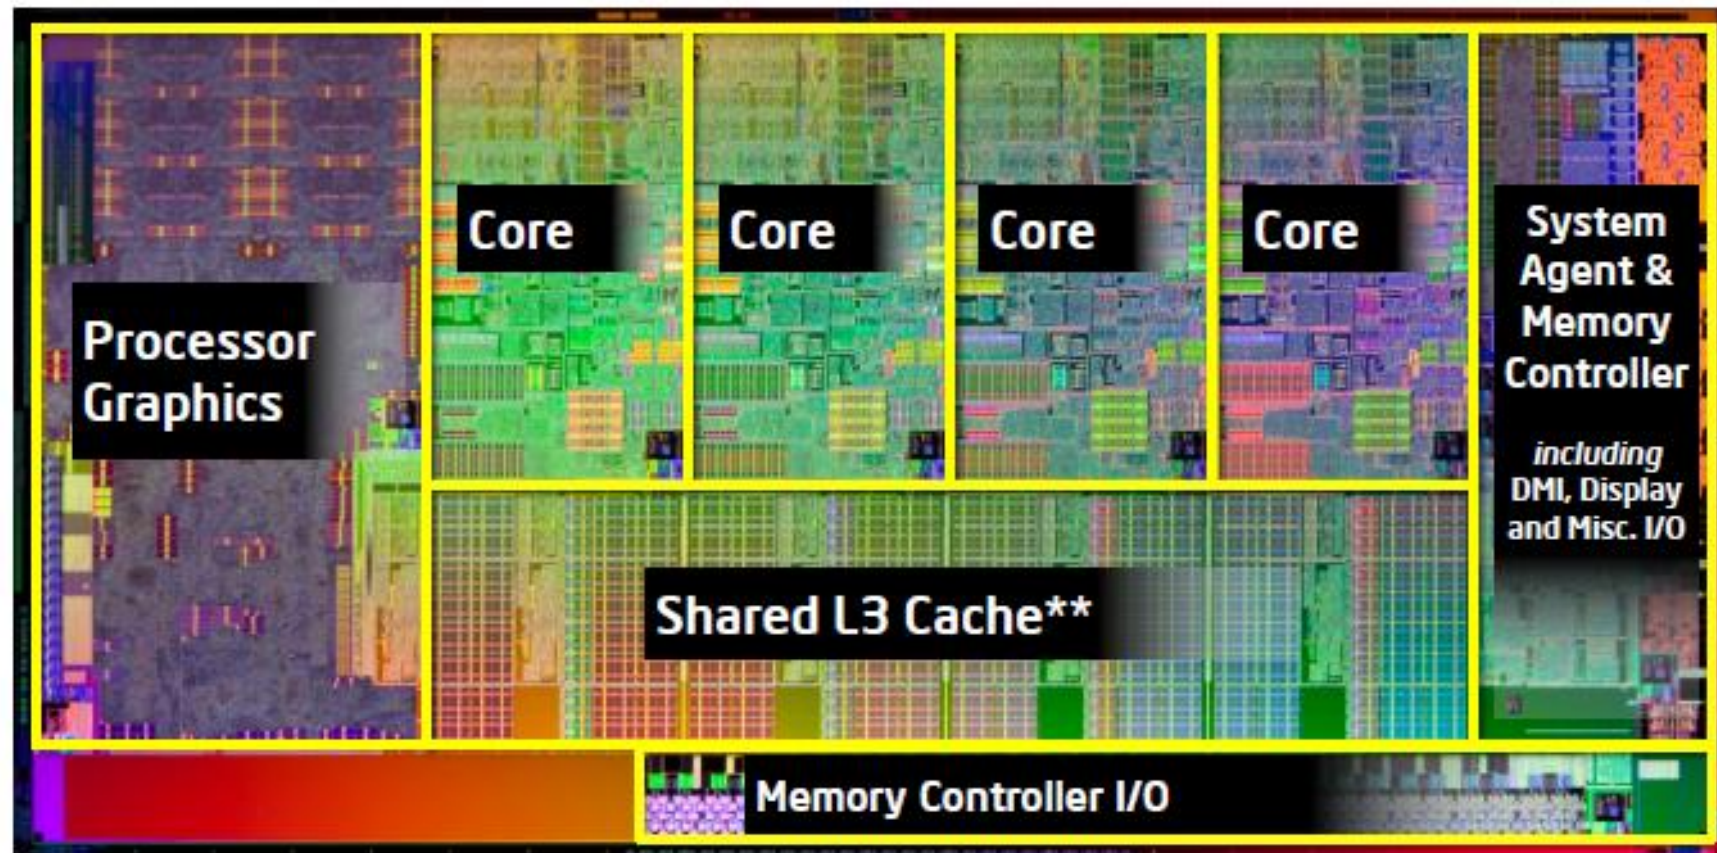 Processor
Graphics
Core
Core
Core
Core
System
Agent &
Memory
Controller
including
DMI, Display
and Misc. I/O
Shared L3 Cache**
Memory Controller I/O